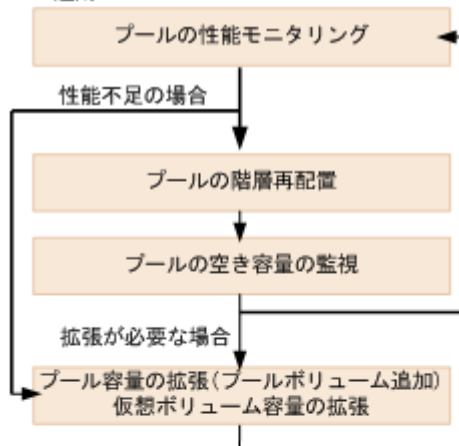 プールの性能モニタリング
性能不足の場合
プールの階層再配置
プールの空き容量の監視
拡張が必要な場合
プール容量の拡張(プールボリューム追加)
仮想ボリューム容量の拡張